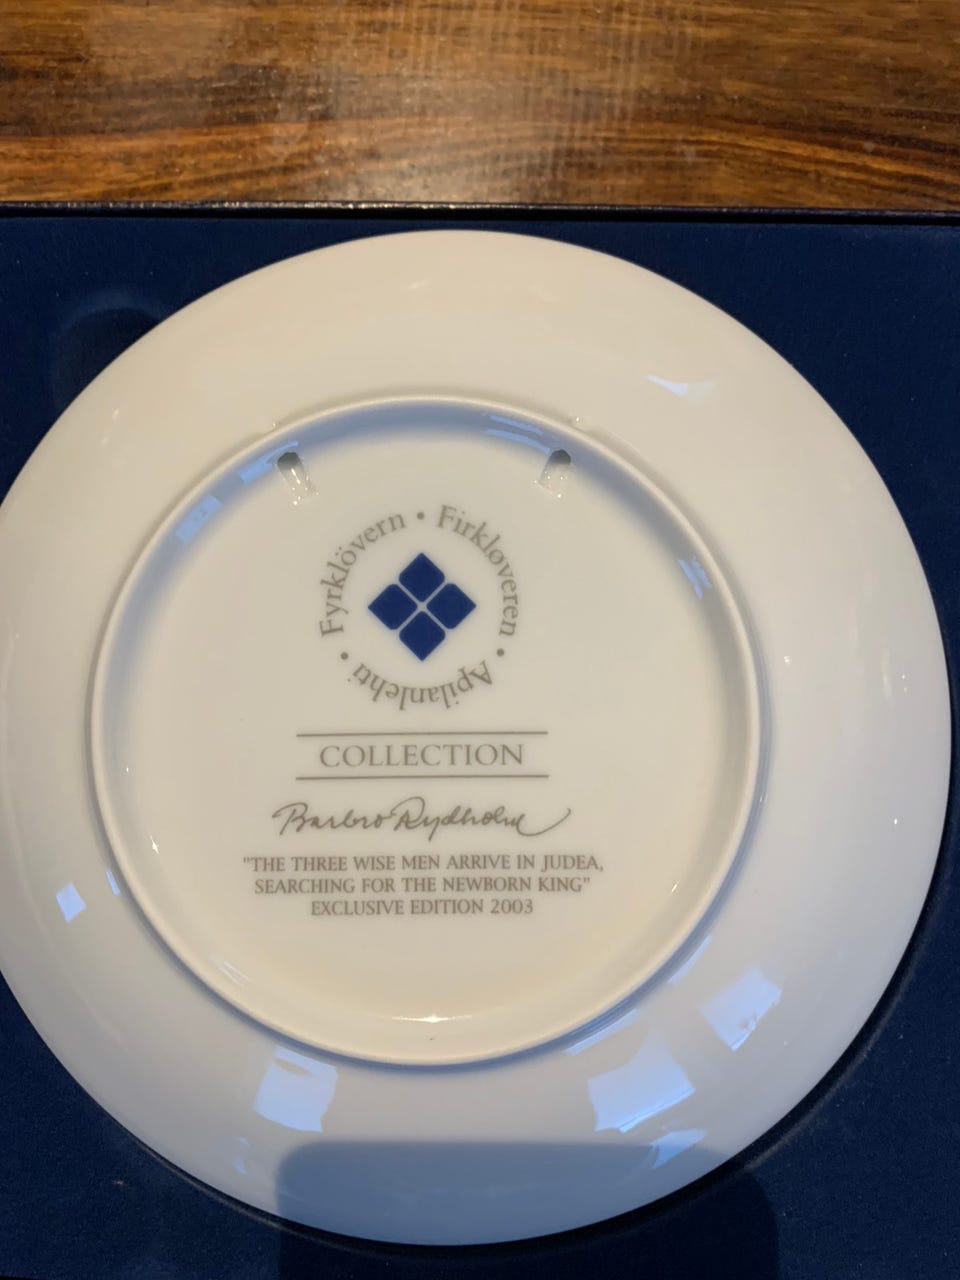 Fyrklövern • Firkløveren • Apilanlehti •
COLLECTION
Barbro Rydholm
"THE THREE WISE MEN ARRIVE IN JUDEA,
SEARCHING FOR THE NEWBORN KING"
EXCLUSIVE EDITION 2003